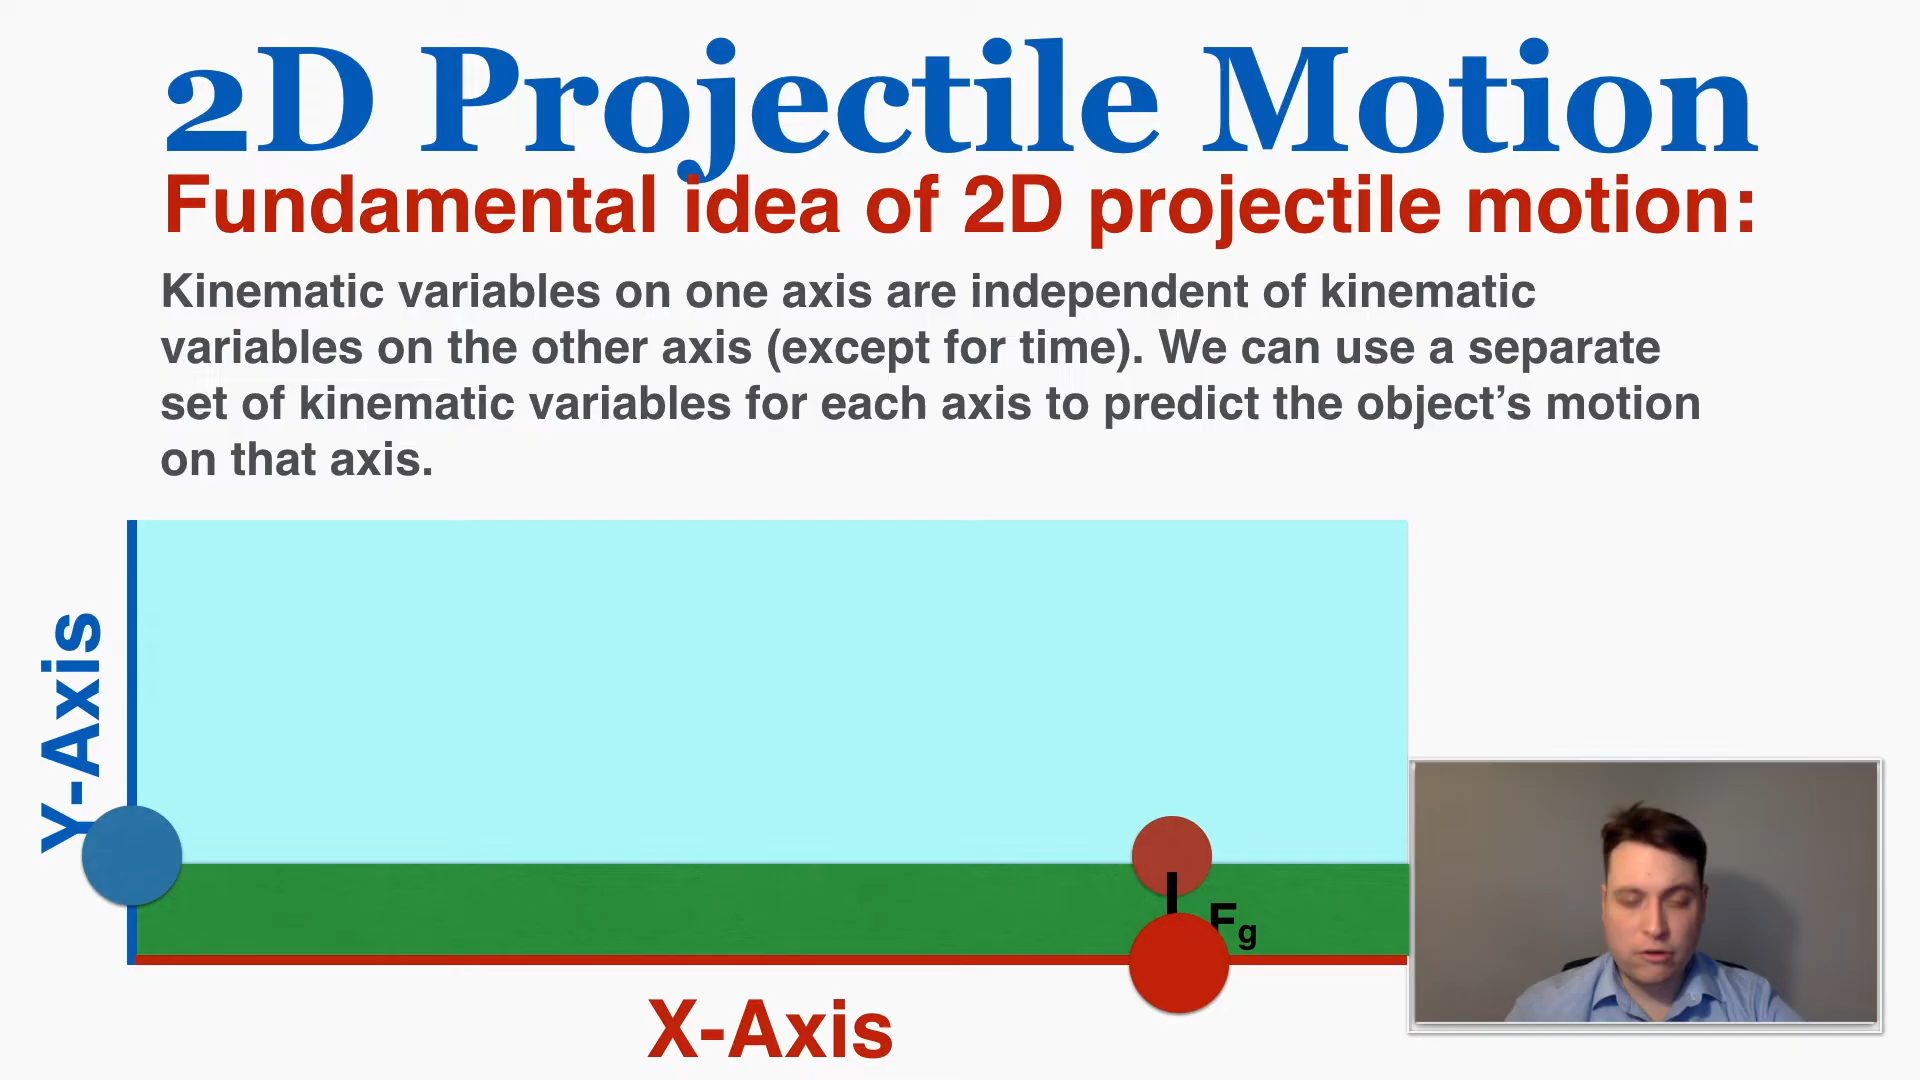 2D Projectile Motion
Fundamental idea of 2D projectile motion:
Kinematic variables on one axis are independent of kinematic
variables on the other axis (except for time). We can use a separate
set of kinematic variables for each axis to predict the object’s motion
on that axis.
Y-Axis
Fg
X-Axis